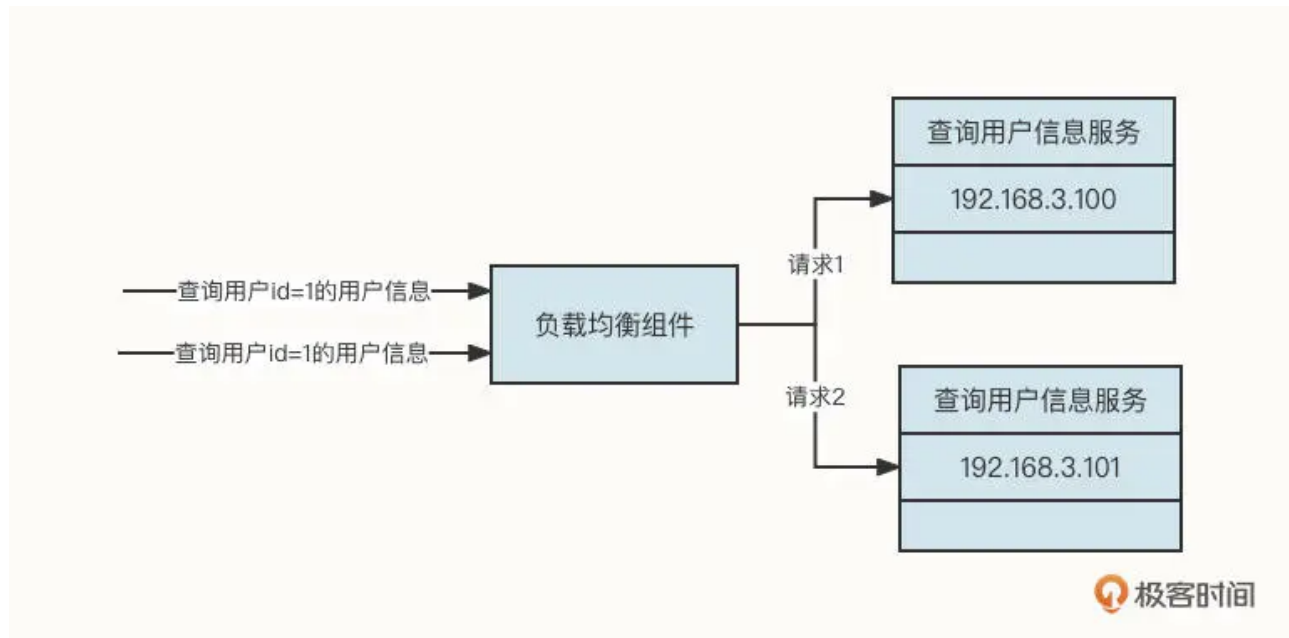 查询用户信息服务
192.168.3.100
请求1
查询用户id=1的用户信息
负载均衡组件
查询用户id=1的用户信息
请求2
查询用户信息服务
192.168.3.101
极客时间